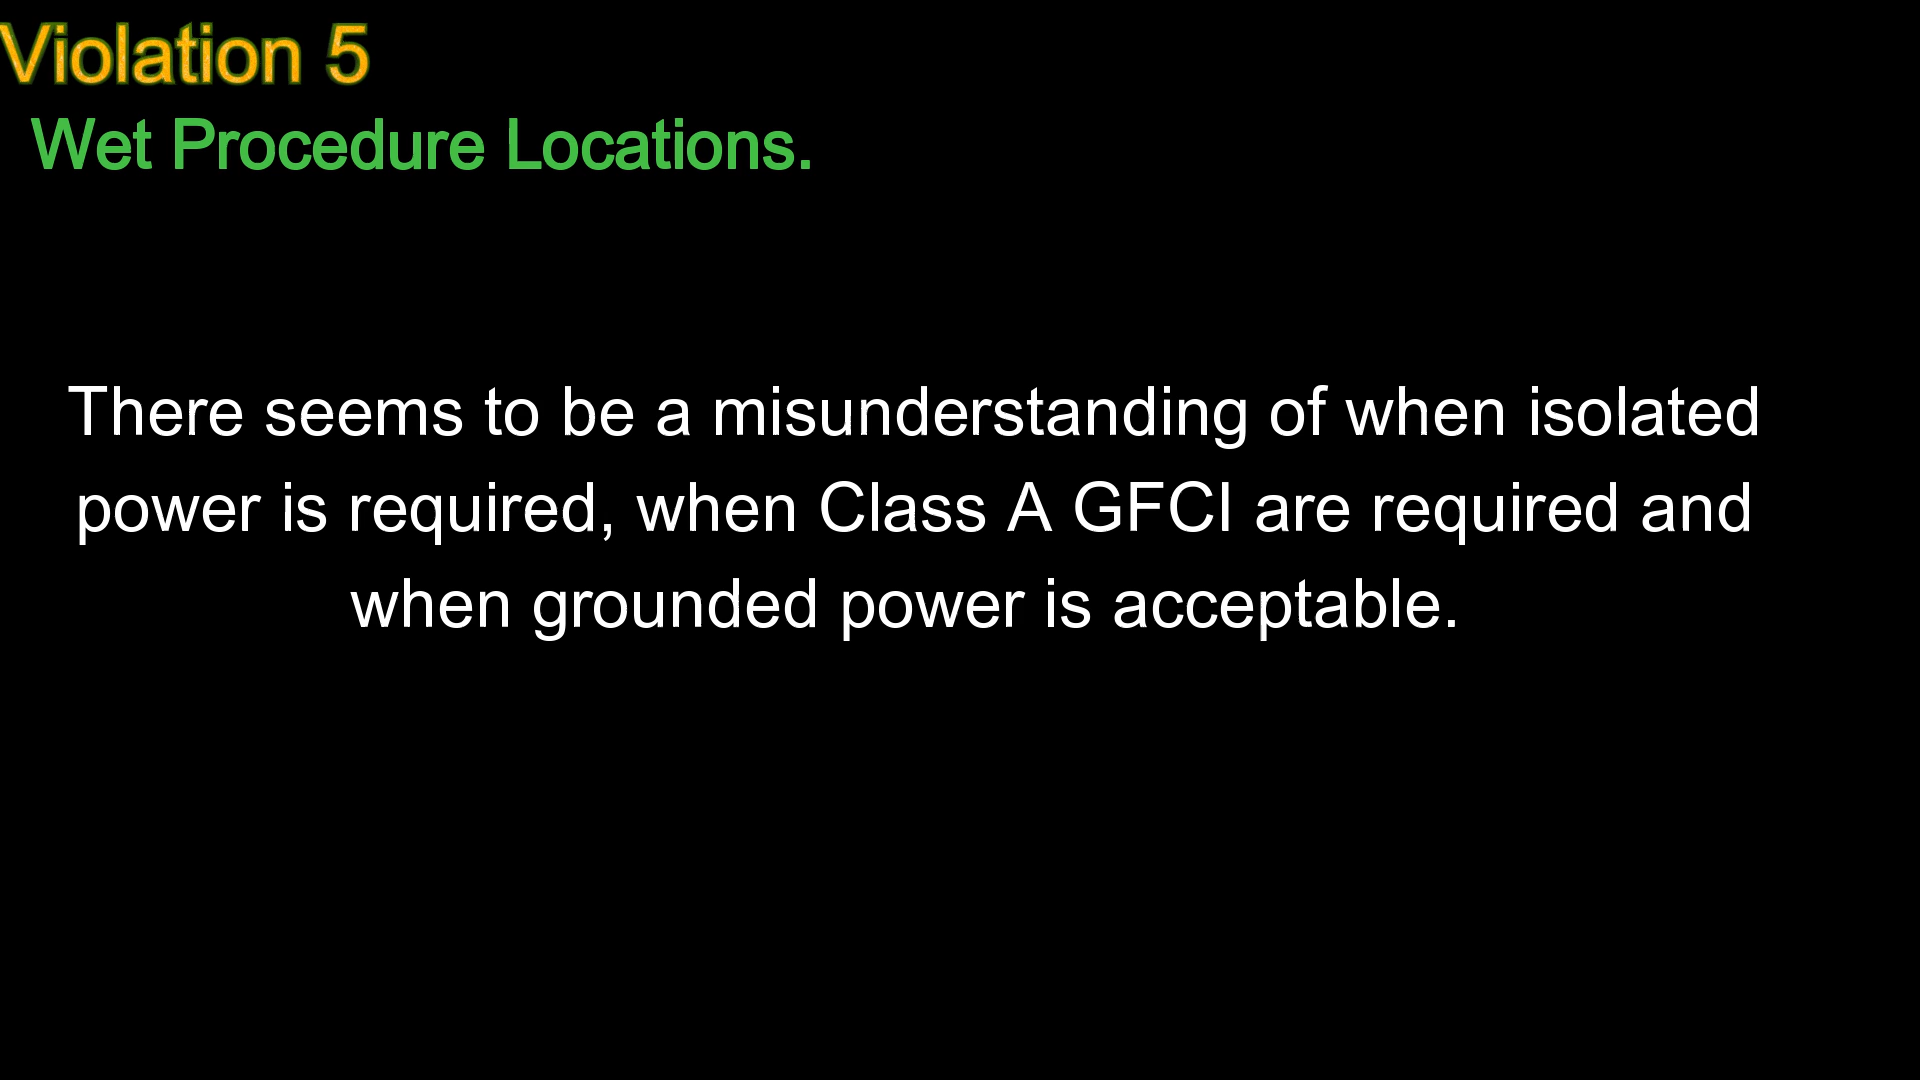 Violation 5
Wet Procedure Locations.
There seems to be a misunderstanding of when isolated
power is required, when Class A GFCI are required and
when grounded power is acceptable.